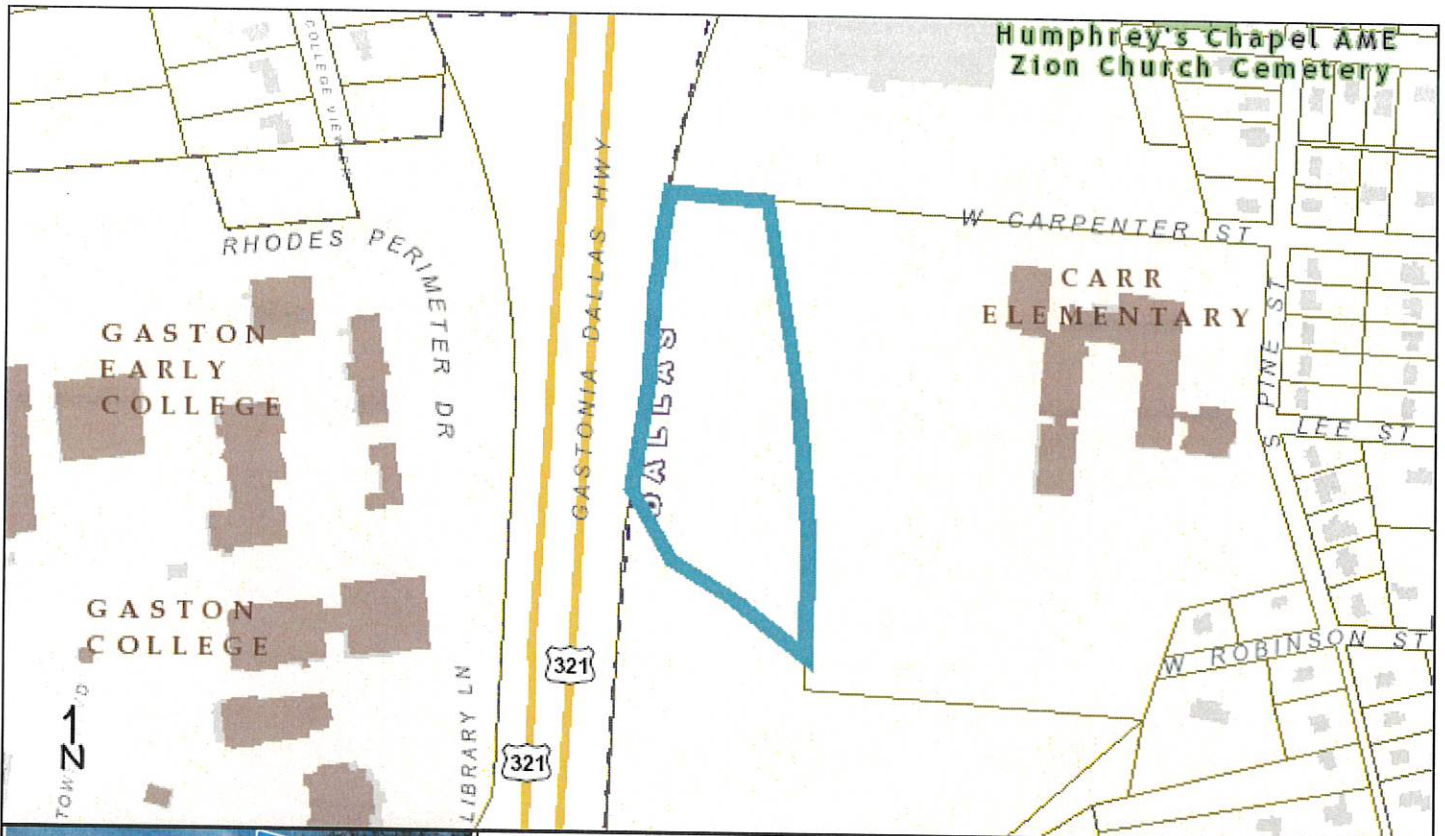 COLLEGE VIEW DR
Humphrey's Chapel AME
Zion Church Cemetery
GASTONIA DALLAS HWY
W CARPENTER ST
RHODES PERIMETER DR
CARR
ELEMENTARY
GASTON
EARLY
COLLEGE
DALLAS
S PINE ST
S LEE ST
GASTON
COLLEGE
W ROBINSON ST
321
321
LIBRARY LN
N